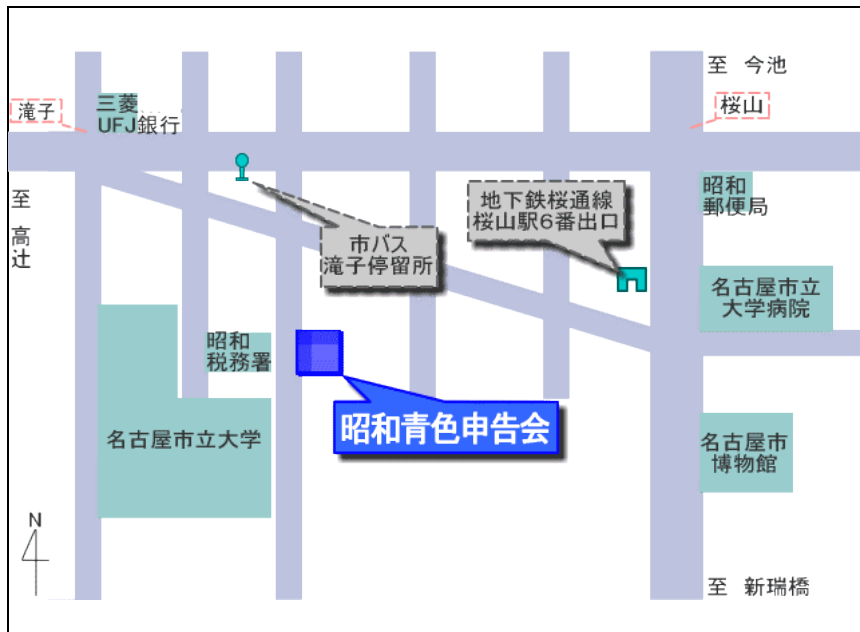 至 今池
滝子
三菱
UFJ銀行
桜山
至
高
辻
地下鉄桜通線
桜山駅6番出口
昭和
郵便局
市バス
滝子停留所
名古屋市立
大学病院
昭和
税務署
昭和青色申告会
名古屋市立大学
名古屋市
博物館
N
至 新瑞橋